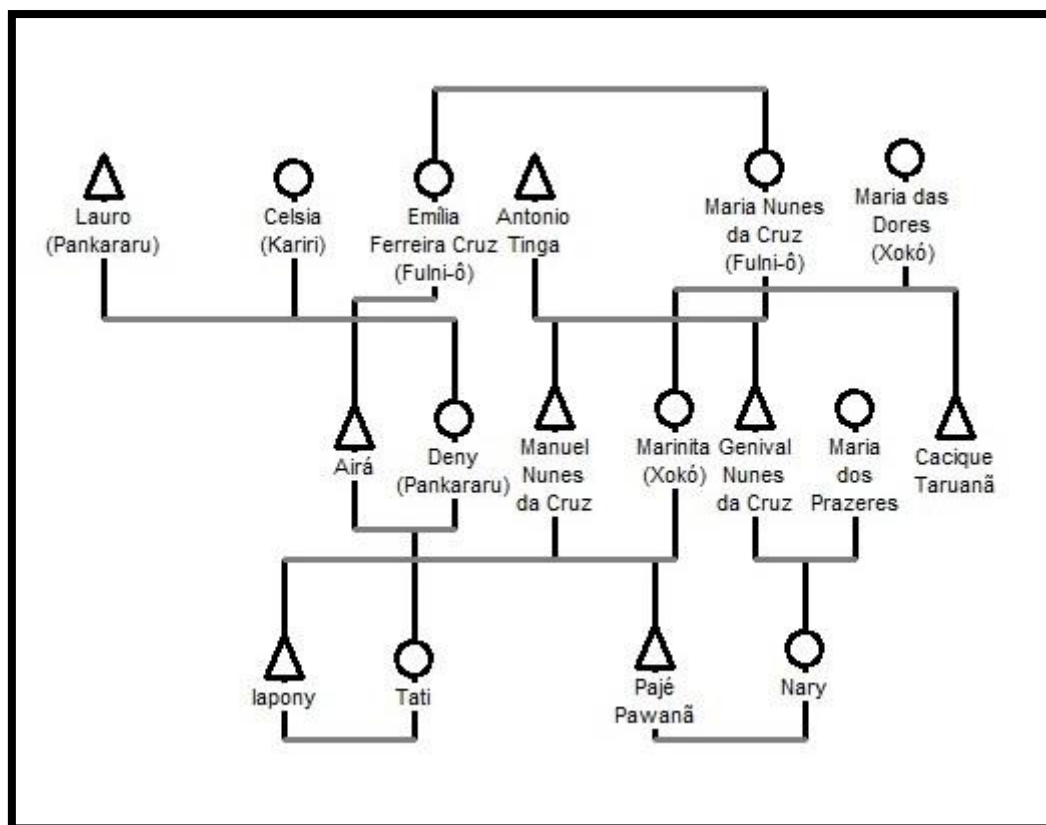 Lauro
(Pankararu)
Celsia
(Kariri)
Emília
Ferreira Cruz
(Fulni-ô)
Antonio
Tinga
Maria Nunes
da Cruz
(Fulni-ô)
Maria das
Dores
(Xokó)
Airá
Deny
(Pankararu)
Manuel
Nunes
da Cruz
Marinita
(Xokó)
Genival
Nunes
da Cruz
Maria
dos
Prazeres
Cacique
Taruanã
Iapony
Tati
Pajé
Pawanã
Nary